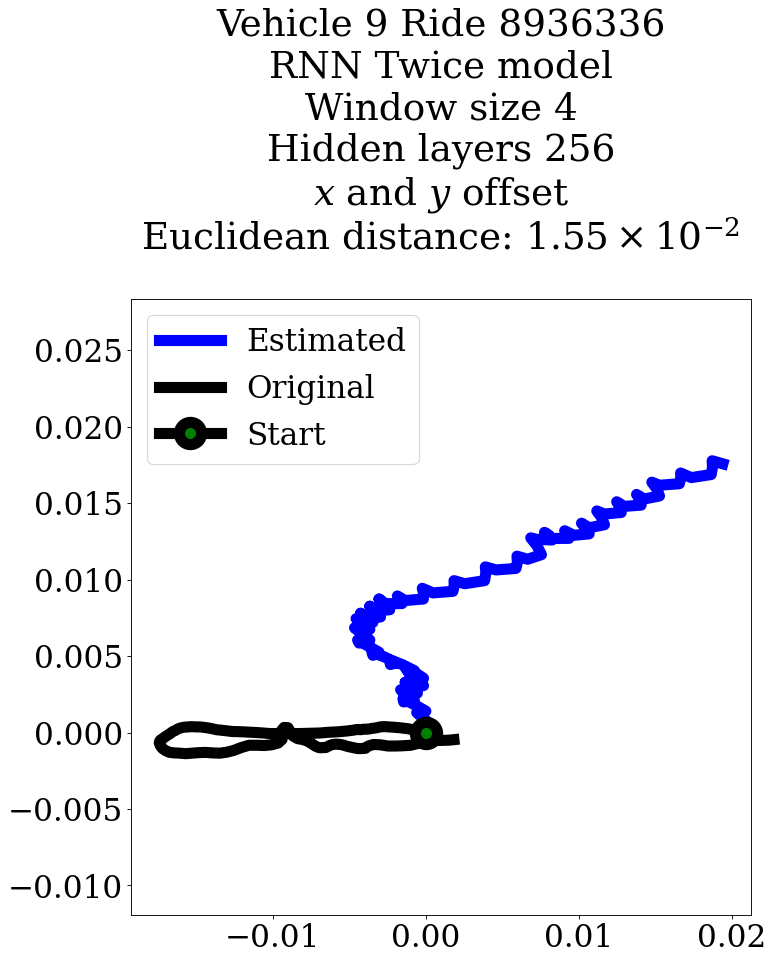 Vehicle 9 Ride 8936336
RNN Twice model
Window size 4
Hidden layers 256
x and y offset
Euclidean distance: 1.55 × 10⁻²
Estimated
Original
Start
0.025
0.020
0.015
0.010
0.005
0.000
−0.005
−0.010
−0.01 0.00 0.01 0.02